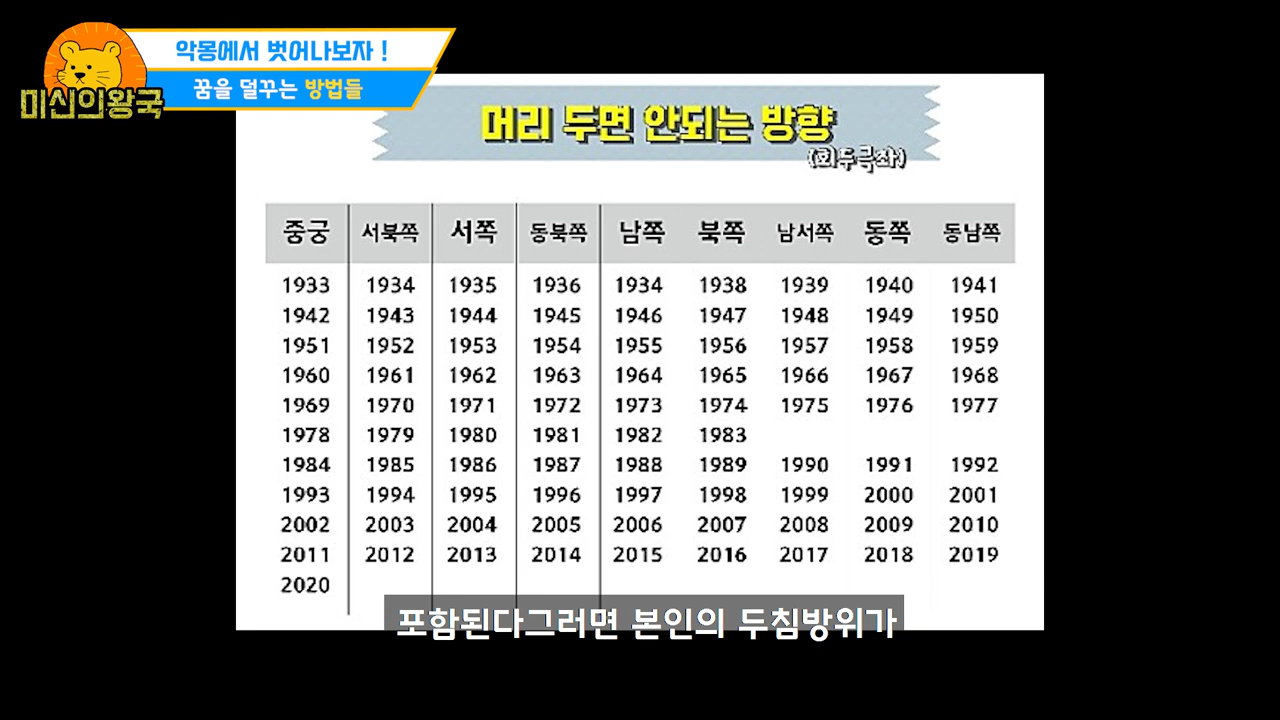 악몽에서 벗어나보자 !
꿈을 덜꾸는 방법들
미신의왕국
머리 두면 안되는 방향
(회두극좌)
중궁 서북쪽 서쪽 동북쪽 남쪽 북쪽 남서쪽 동쪽 동남쪽
1933 1934 1935 1936 1934 1938 1939 1940 1941
1942 1943 1944 1945 1946 1947 1948 1949 1950
1951 1952 1953 1954 1955 1956 1957 1958 1959
1960 1961 1962 1963 1964 1965 1966 1967 1968
1969 1970 1971 1972 1973 1974 1975 1976 1977
1978 1979 1980 1981 1982 1983
1984 1985 1986 1987 1988 1989 1990 1991 1992
1993 1994 1995 1996 1997 1998 1999 2000 2001
2002 2003 2004 2005 2006 2007 2008 2009 2010
2011 2012 2013 2014 2015 2016 2017 2018 2019
2020
포함된다그러면 본인의 두침방위가